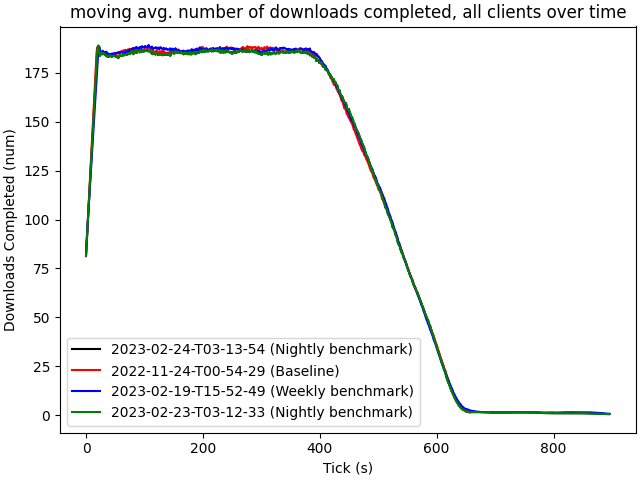 moving avg. number of downloads completed, all clients over time
Downloads Completed (num)
175
150
125
100
75
50
25
0
2023-02-24-T03-13-54 (Nightly benchmark)
2022-11-24-T00-54-29 (Baseline)
2023-02-19-T15-52-49 (Weekly benchmark)
2023-02-23-T03-12-33 (Nightly benchmark)
0 200 400 600 800
Tick (s)